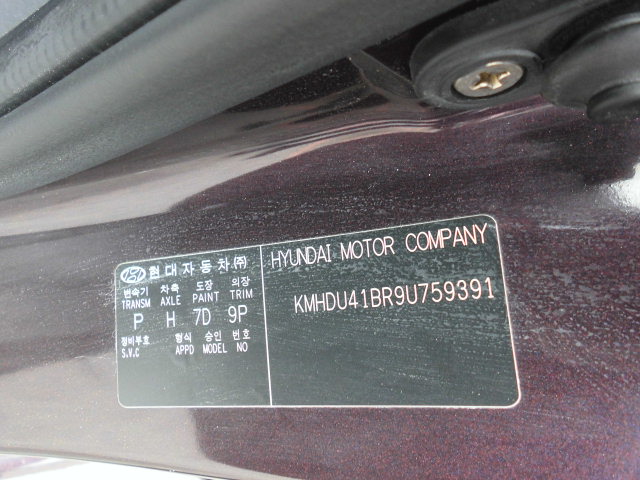 현대자동차㈜
변속기 차축 도장 의장
TRANSM AXLE PAINT TRIM
P H 7D 9P
정비부호 형식 승인 번호
S.V.C APPD MODEL NO
HYUNDAI MOTOR COMPANY
KMHDU41BR9U759391